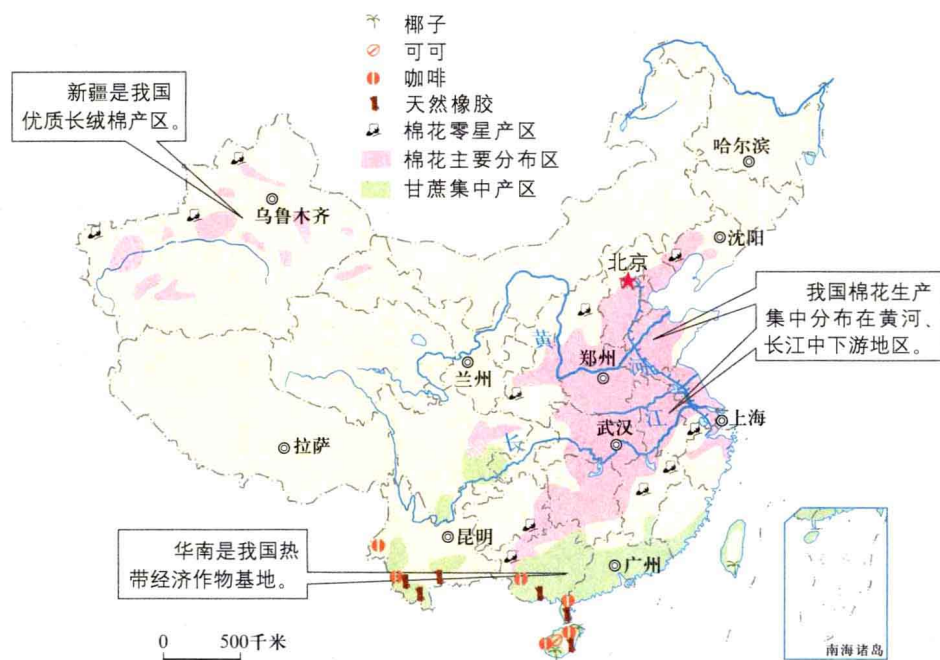 椰子
可可
咖啡
天然橡胶
棉花零星产区
棉花主要分布区
甘蔗集中产区
新疆是我国
优质长绒棉产区。
哈尔滨
乌鲁木齐
沈阳
北京
我国棉花生产
集中分布在黄河、
长江中下游地区。
黄
河
郑州
兰州
上海
江
武汉
长
拉萨
昆明
华南是我国热
带经济作物基地。
广州
0 500千米
南海诸岛